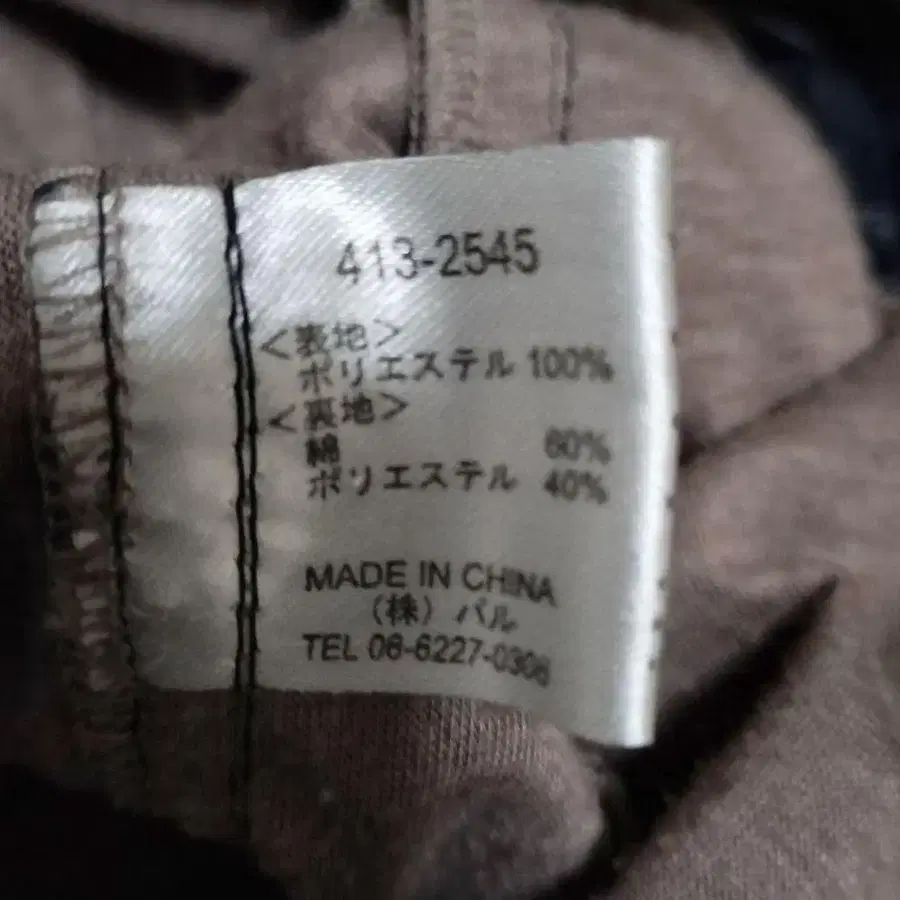 413-2545
<表地>
ポリエステル 100%
<裏地>
綿 60%
ポリエステル 40%
MADE IN CHINA
(株) パル
TEL 06-6227-0308